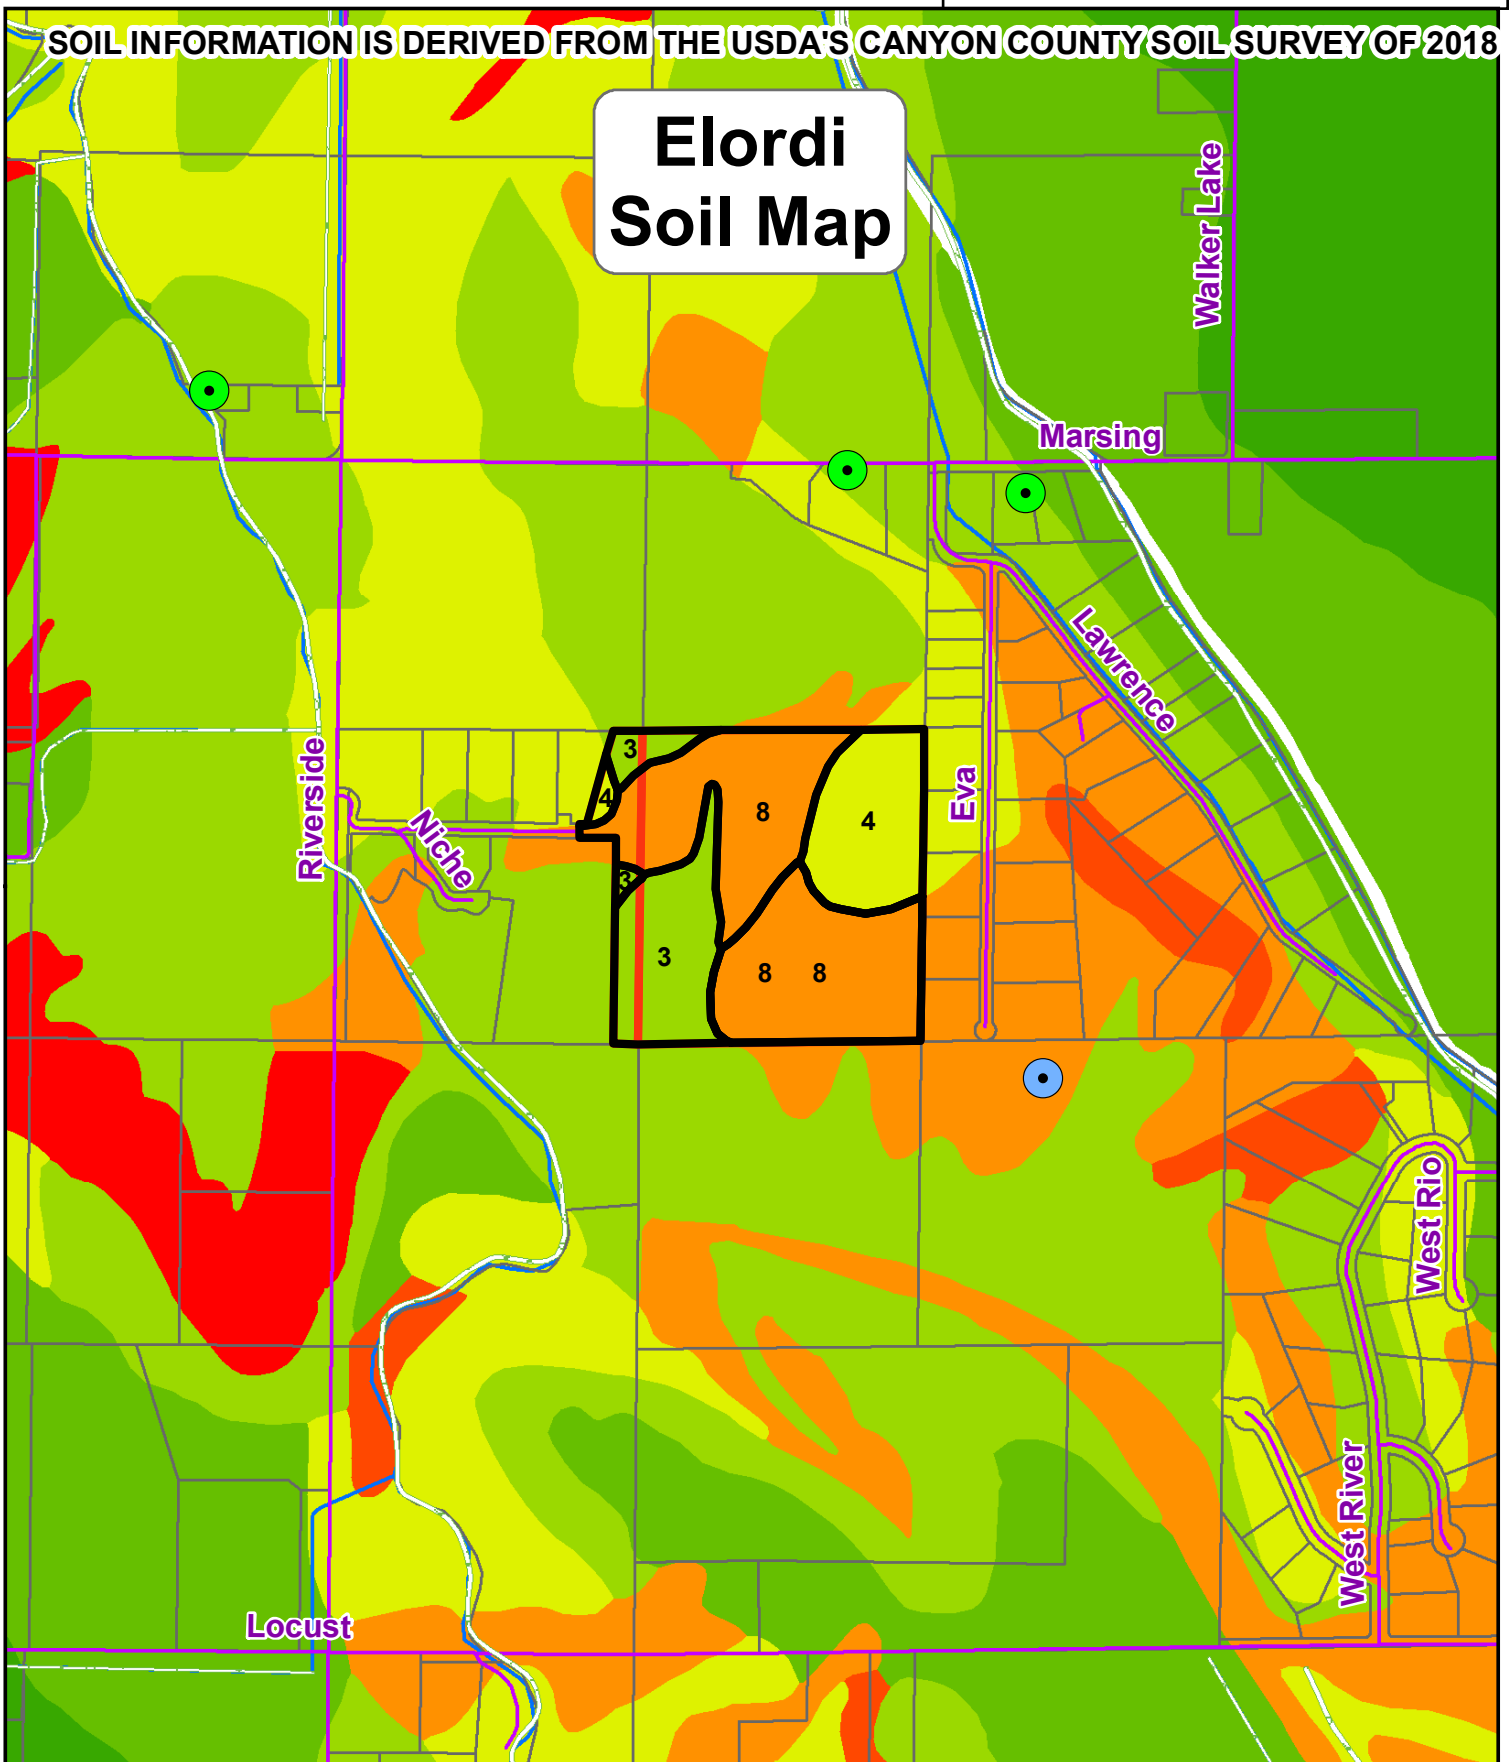 SOIL INFORMATION IS DERIVED FROM THE USDA'S CANYON COUNTY SOIL SURVEY OF 2018
Elordi
Soil Map
Walker Lake
Marsing
Lawrence
Riverside
Niche
Eva
3
4
8
4
3
3
8 8
West Rio
West River
Locust